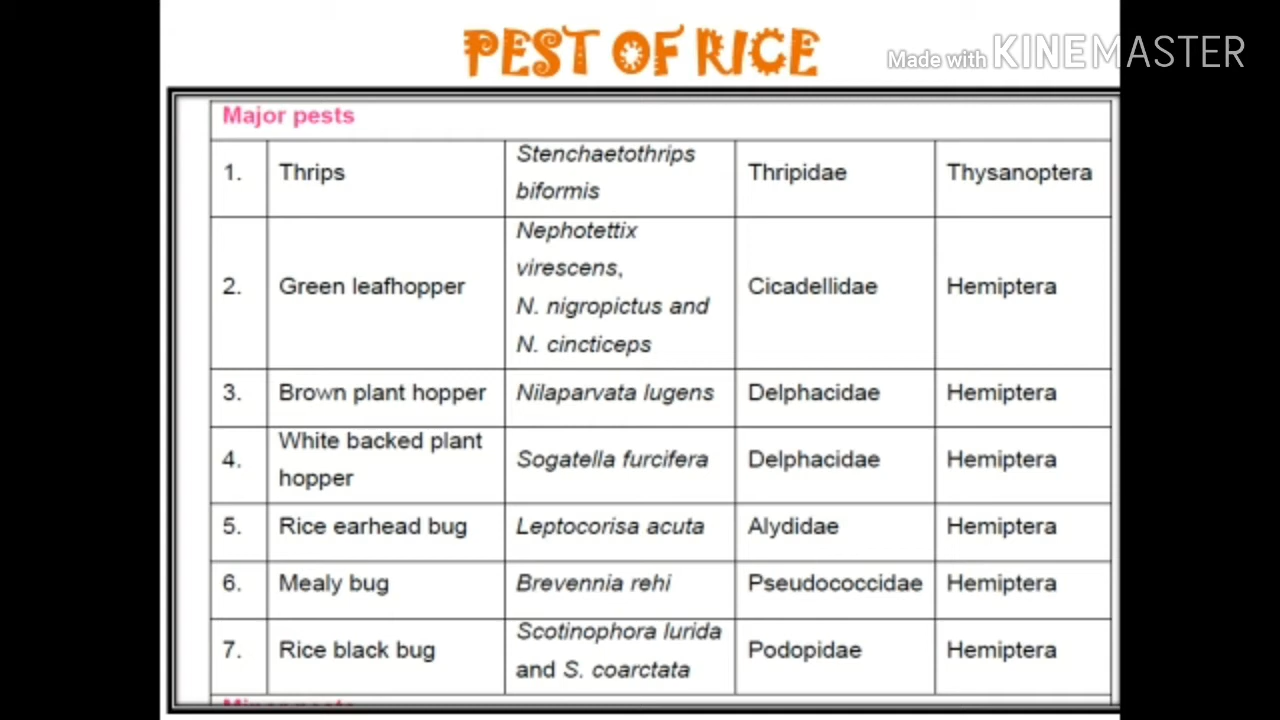 PEST OF RICE
Made with KINEMASTER
Major pests
1. Thrips Stenchaetothrips biformis Thripidae Thysanoptera
2. Green leafhopper Nephotettix virescens, N. nigropictus and N. cincticeps Cicadellidae Hemiptera
3. Brown plant hopper Nilaparvata lugens Delphacidae Hemiptera
4. White backed plant hopper Sogatella furcifera Delphacidae Hemiptera
5. Rice earhead bug Leptocorisa acuta Alydidae Hemiptera
6. Mealy bug Brevennia rehi Pseudococcidae Hemiptera
7. Rice black bug Scotinophora lurida and S. coarctata Podopidae Hemiptera